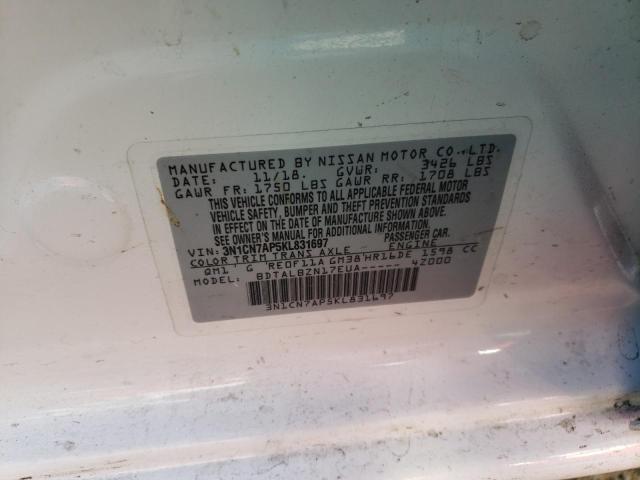 MANUFACTURED BY NISSAN MOTOR CO.,LTD.
DATE: 11/18. GVWR: 3426 LBS
GAWR FR: 1750 LBS GAWR RR: 1708 LBS
THIS VEHICLE CONFORMS TO ALL APPLICABLE FEDERAL MOTOR
VEHICLE SAFETY, BUMPER, AND THEFT PREVENTION STANDARDS
IN EFFECT ON THE DATE OF MANUFACTURE SHOWN ABOVE.
SEE OWNERS MANUAL FOR ADDITIONAL INFORMATION.
VIN: 3N1CN7AP5KL831697 PASSENGER CAR
COLOR TRIM TRANS AXLE ENGINE
QM1 G RE0F11A GM38 HR16DE 1598 CC
MODEL: BDTALBZN17EUA----- 42000
3N1CN7AP5KL831697